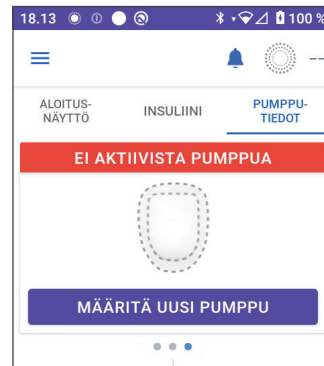 18.13 100 %
--
ALOITUS-
NÄYTTÖ
INSULIINI
PUMPPU-
TIEDOT
EI AKTIIVISTA PUMPPUA
MÄÄRITÄ UUSI PUMPPU